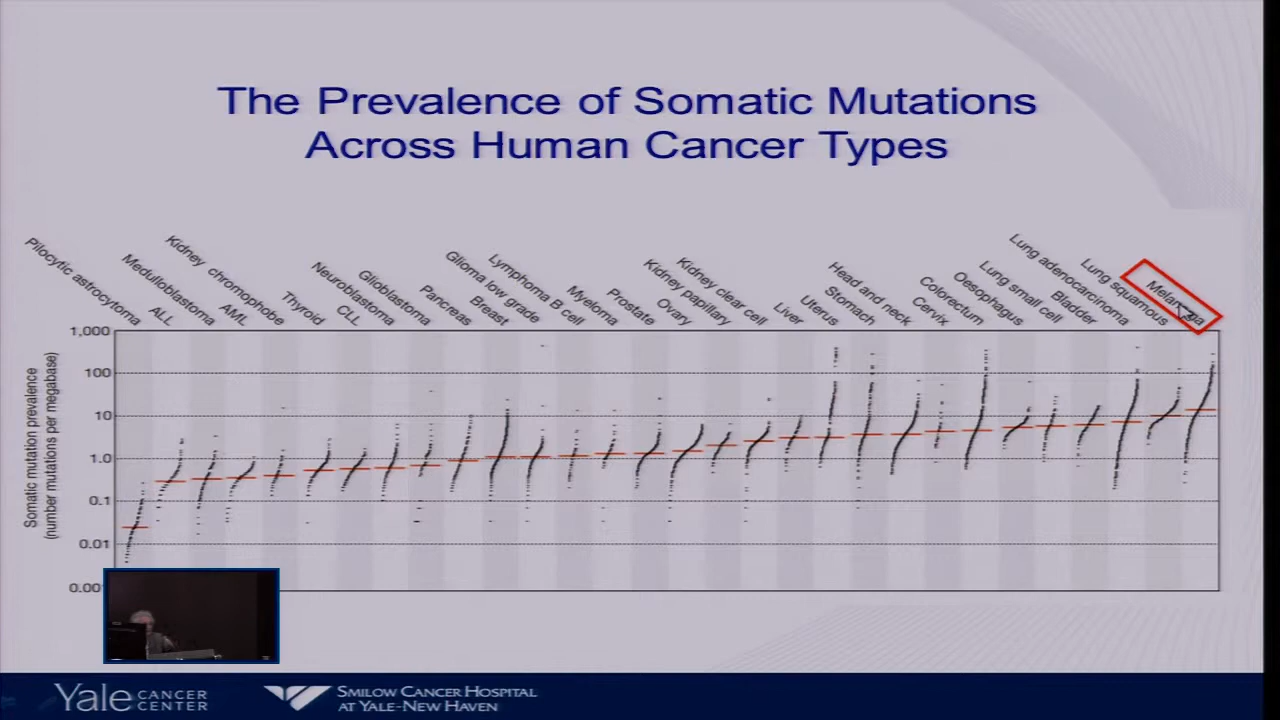 The Prevalence of Somatic Mutations
Across Human Cancer Types
Pilocytic astrocytoma
ALL
Medulloblastoma
AML
Kidney chromophobe
Thyroid
CLL
Neuroblastoma
Glioblastoma
Pancreas
Breast
Glioma low grade
Lymphoma B cell
Myeloma
Prostate
Ovary
Kidney papillary
Kidney clear cell
Liver
Uterus
Stomach
Head and neck
Cervix
Colorectum
Oesophagus
Lung small cell
Bladder
Lung adenocarcinoma
Lung squamous
Melanoma
Somatic mutation prevalence
(number mutations per megabase)
1,000
100
10
1.0
0.1
0.01
0.00
Yale CANCER CENTER
SMILOW CANCER HOSPITAL
AT YALE-NEW HAVEN